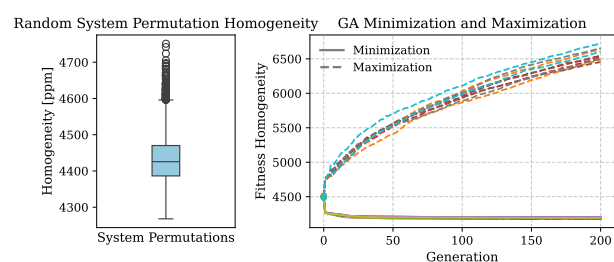 Random System Permutation Homogeneity
Homogeneity [ppm]
4700
4600
4500
4400
4300
System Permutations
GA Minimization and Maximization
Fitness Homogeneity
6500
6000
5500
5000
4500
Minimization
Maximization
0 50 100 150 200
Generation